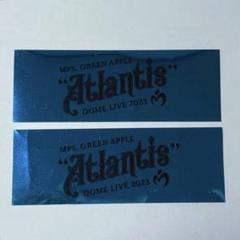 MRS. GREEN APPLE
"Atlantis"
DOME LIVE 2023
MRS. GREEN APPLE
"Atlantis"
DOME LIVE 2023